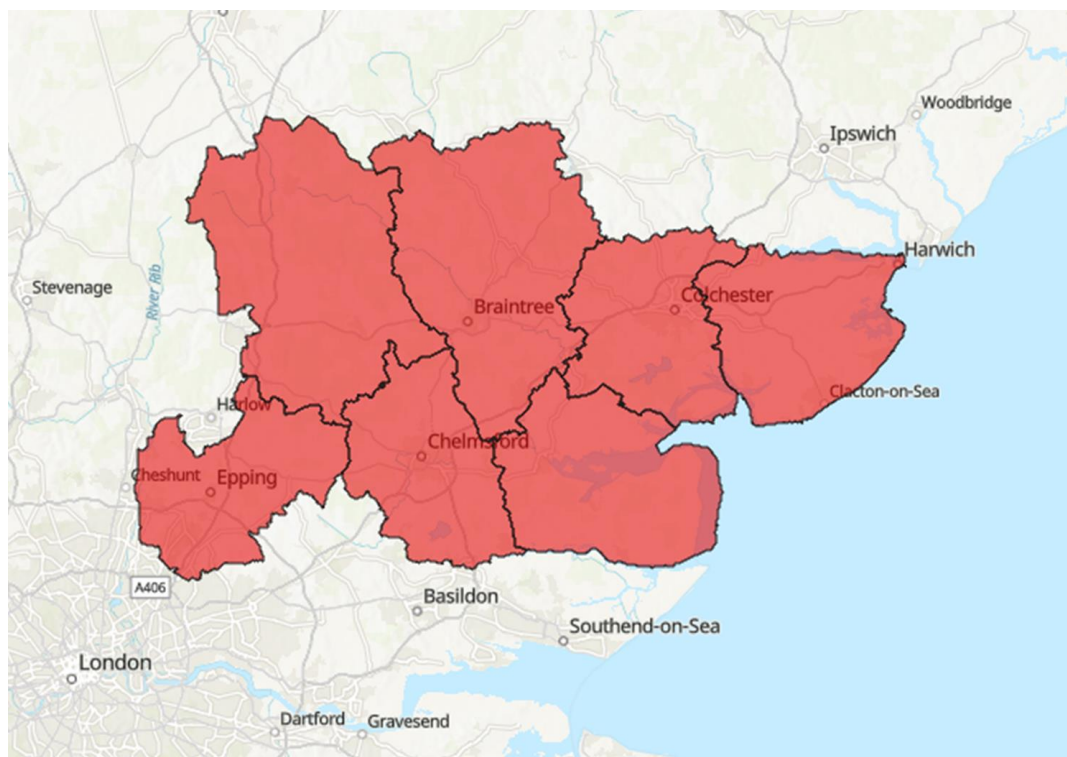 Woodbridge
Ipswich
Harwich
Stevenage
River Rib
Braintree
Colchester
Clacton-on-Sea
Harlow
Chelmsford
Cheshunt
Epping
A406
Basildon
Southend-on-Sea
London
Dartford
Gravesend